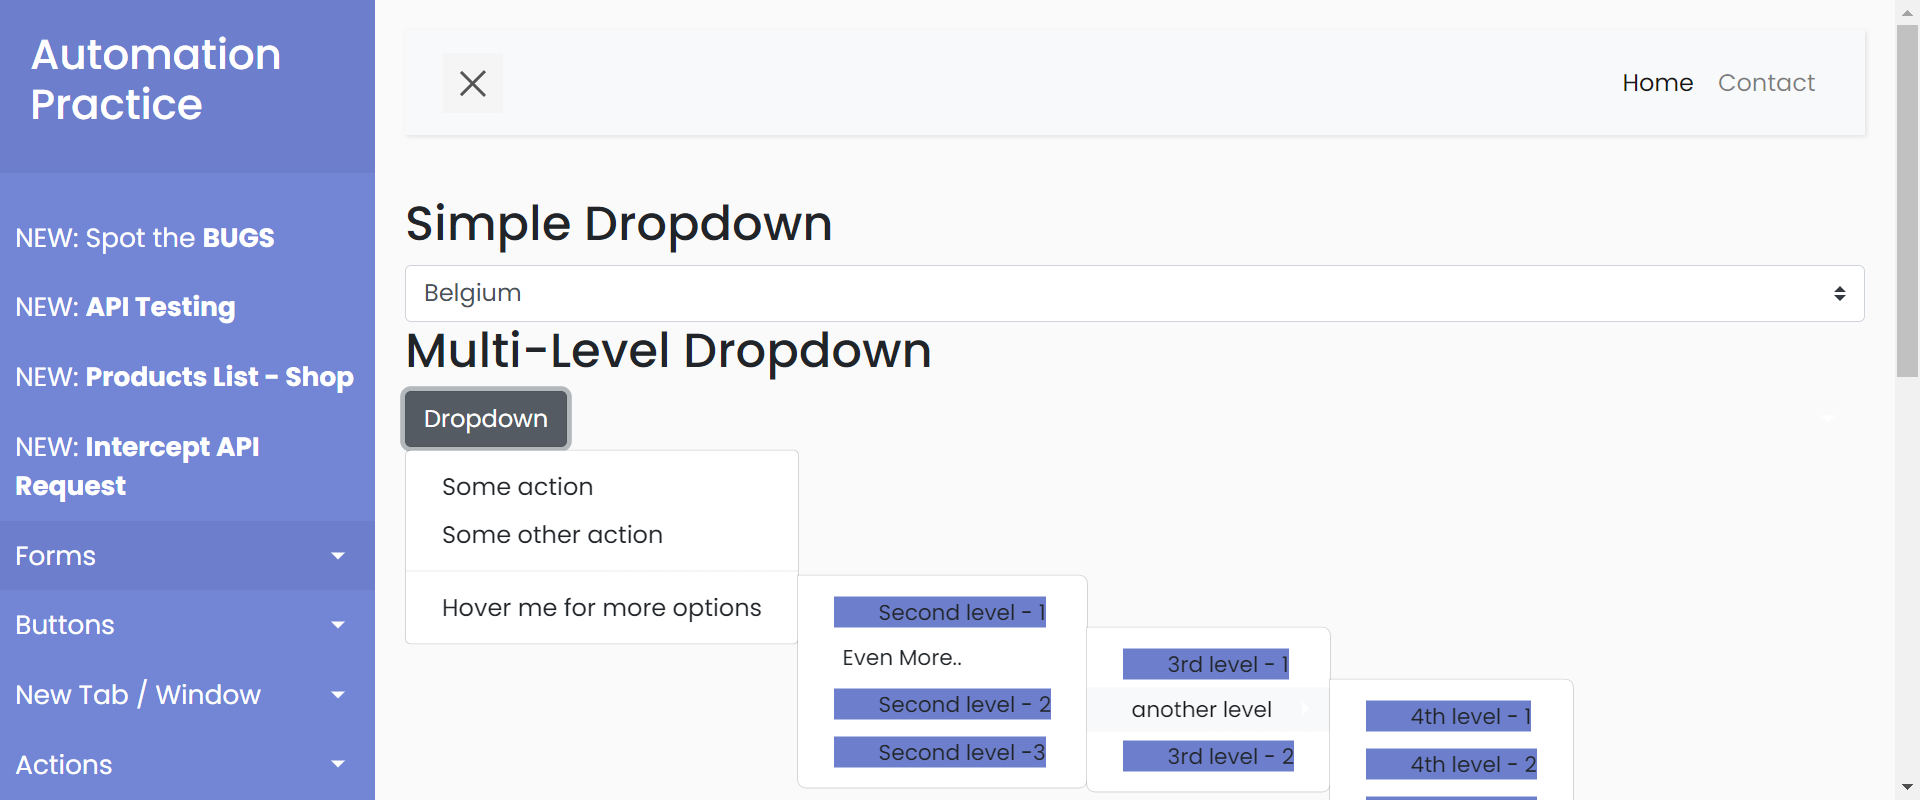 Automation
Practice
NEW: Spot the BUGS
NEW: API Testing
NEW: Products List - Shop
NEW: Intercept API
Request
Forms
Buttons
New Tab / Window
Actions
Home Contact
Simple Dropdown
Belgium
Multi-Level Dropdown
Dropdown
Some action
Some other action
Hover me for more options
Second level - 1
Even More..
Second level - 2
Second level -3
3rd level - 1
another level
3rd level - 2
4th level - 1
4th level - 2